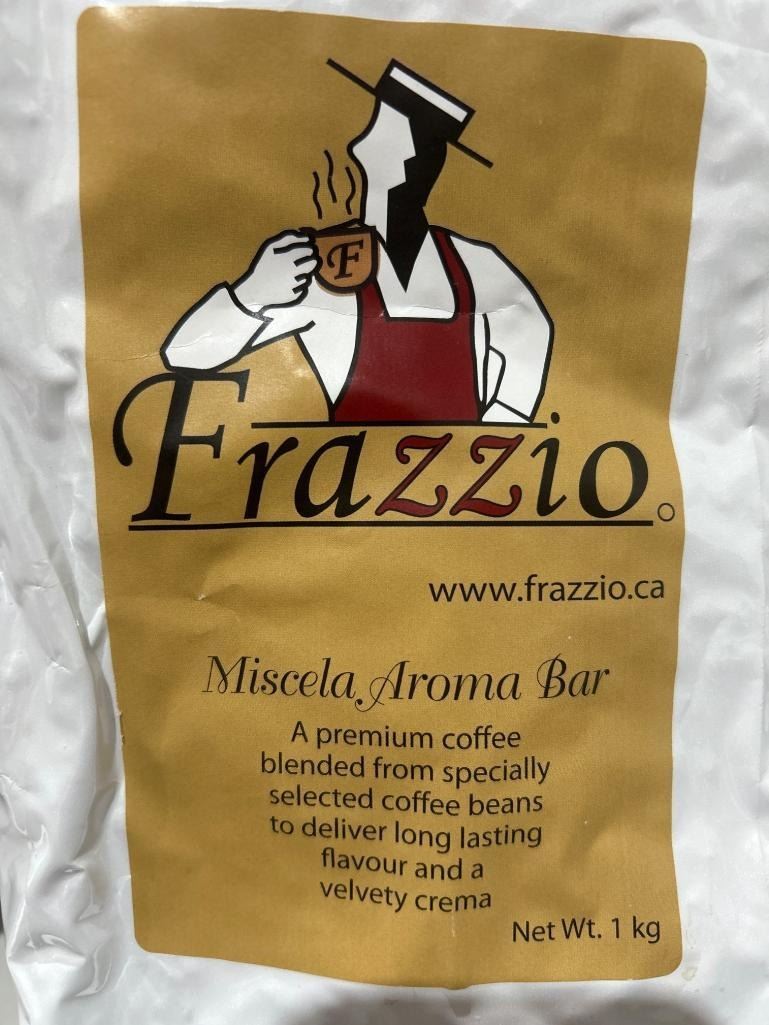 F
Frazzio
www.frazzio.ca
Miscela Aroma Bar
A premium coffee
blended from specially
selected coffee beans
to deliver long lasting
flavour and a
velvety crema
Net Wt. 1 kg